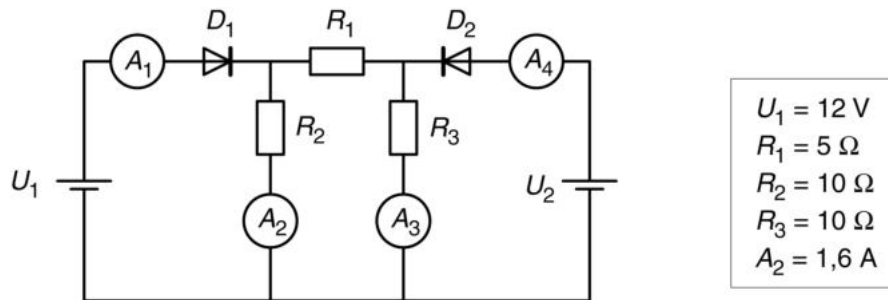 D₁ R₁ D₂
A₁ A₄
R₂ R₃
U₁ U₂
A₂ A₃
U₁ = 12 V
R₁ = 5 Ω
R₂ = 10 Ω
R₃ = 10 Ω
A₂ = 1,6 A